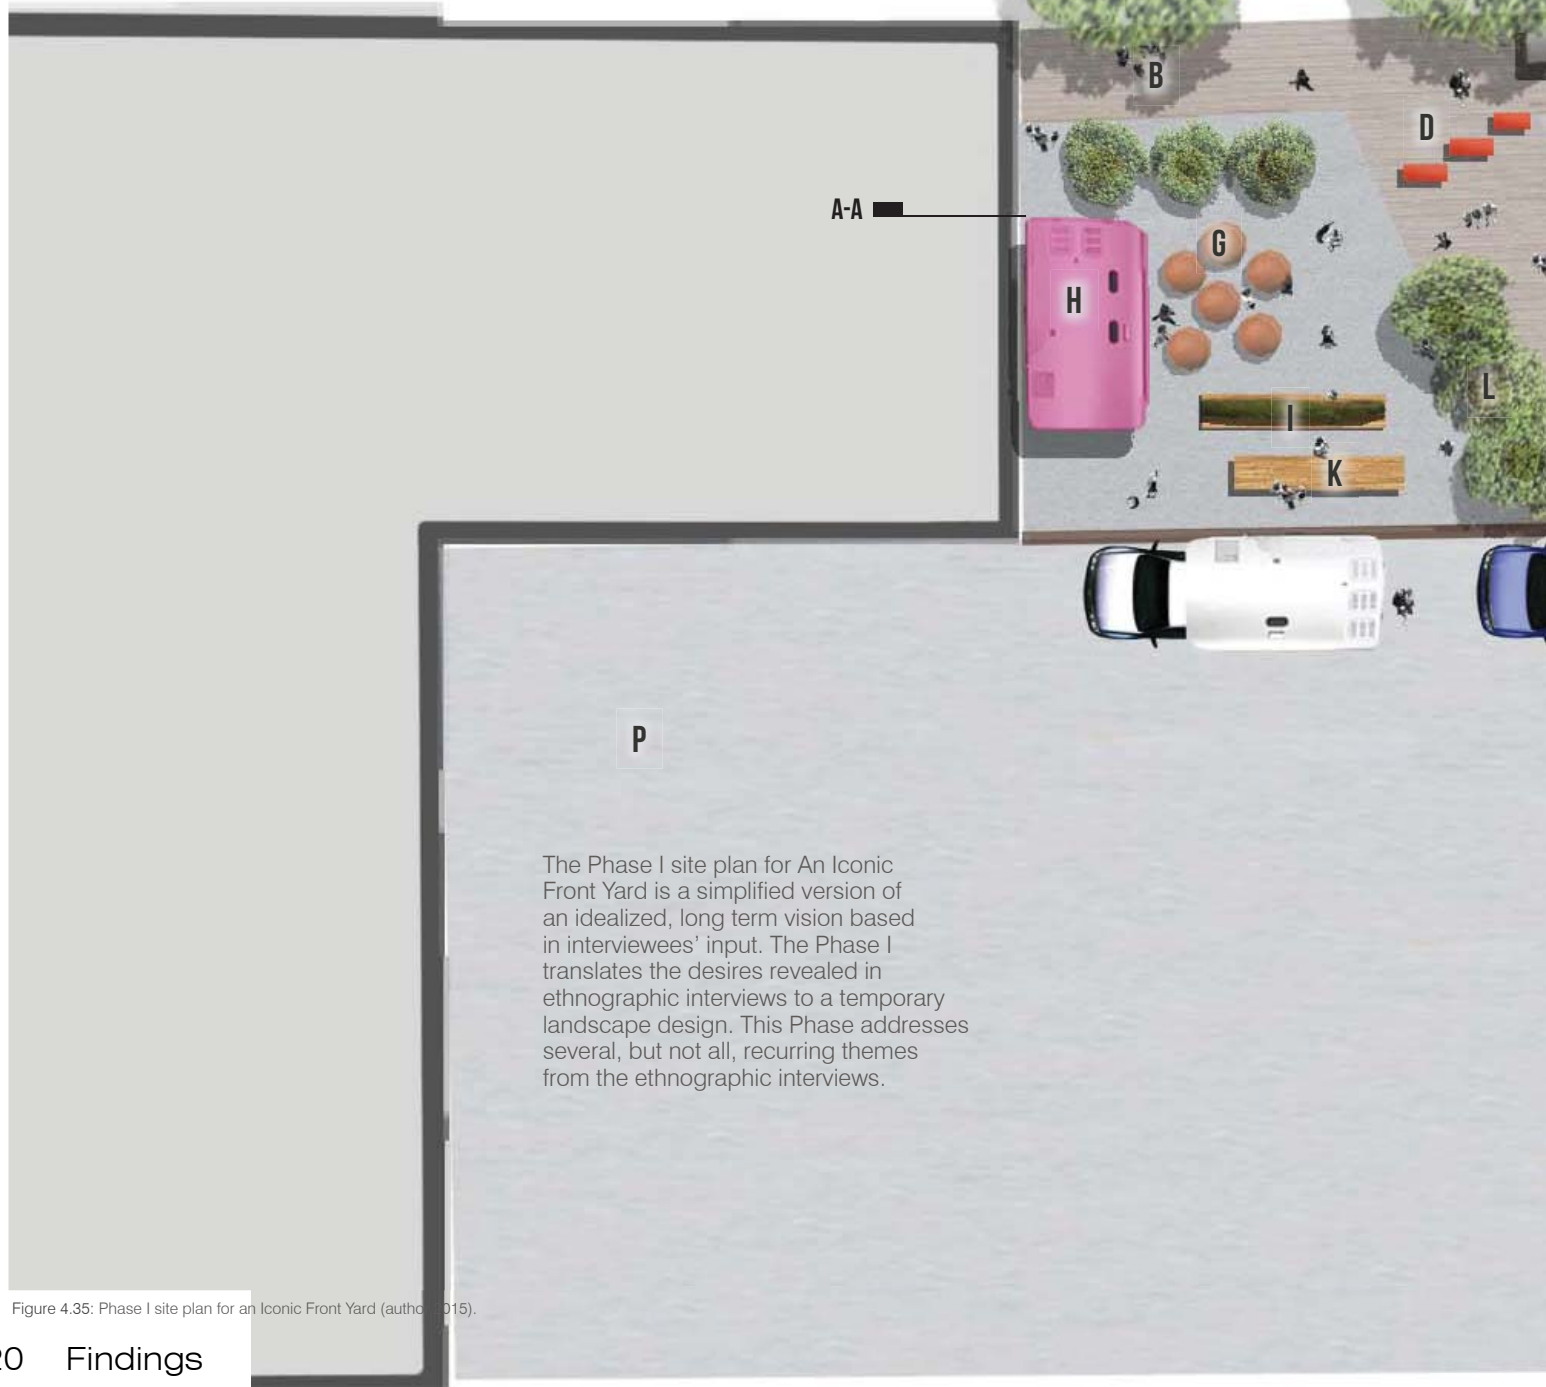 B
D
A-A
G
H
L
I
K
P
The Phase I site plan for An Iconic
Front Yard is a simplified version of
an idealized, long term vision based
in interviewees’ input. The Phase I
translates the desires revealed in
ethnographic interviews to a temporary
landscape design. This Phase addresses
several, but not all, recurring themes
from the ethnographic interviews.
Figure 4.35: Phase I site plan for an Iconic Front Yard 015).
20 Findings